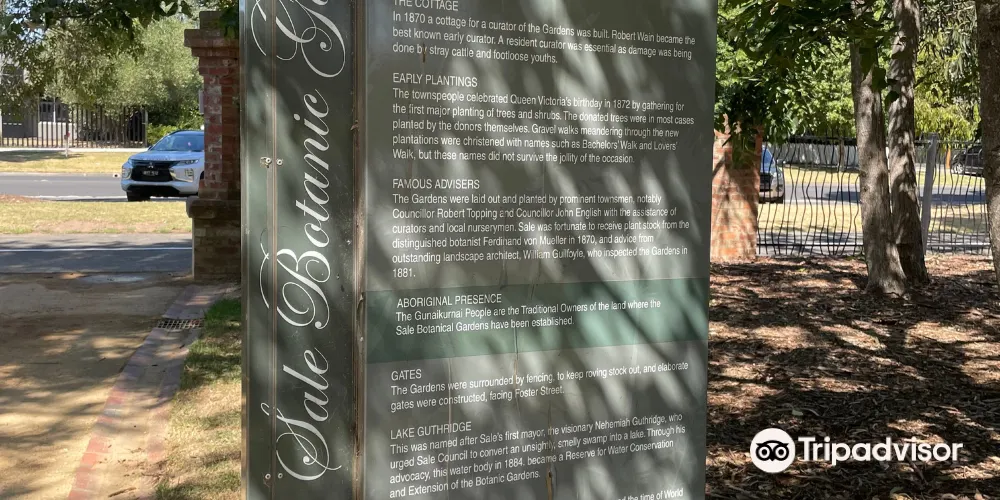 Sale Botanic Ga
THE COTTAGE
In 1870 a cottage for a curator of the Gardens was built. Robert Wain became the
best known early curator. A resident curator was essential as damage was being
done by stray cattle and footloose youths.
EARLY PLANTINGS
The townspeople celebrated Queen Victoria's birthday in 1872 by gathering for
the first major planting of trees and shrubs. The donated trees were in most cases
planted by the donors themselves. Gravel walks meandering through the new
plantations were christened with names such as Bachelors' Walk and Lovers'
Walk, but these names did not survive the jollity of the occasion.
FAMOUS ADVISERS
The Gardens were laid out and planted by prominent townsmen, notably
Councillor Robert Topping and Councillor John English with the assistance of
curators and local nurserymen. Sale was fortunate to receive plant stock from the
distinguished botanist Ferdinand von Mueller in 1870, and advice from
outstanding landscape architect, William Guilfoyle, who inspected the Gardens in
1881.
ABORIGINAL PRESENCE
The Gunaikurnai People are the Traditional Owners of the land where the
Sale Botanical Gardens have been established.
GATES
The Gardens were surrounded by fencing, to keep roving stock out, and elaborate
gates were constructed, facing Foster Street.
LAKE GUTHRIDGE
This was named after Sale's first mayor, the visionary Nehemiah Guthridge, who
urged Sale Council to convert an unsightly, smelly swamp into a lake. Through his
advocacy, this water body in 1884, became a Reserve for Water Conservation
and Extension of the Botanic Gardens.
and the time of World
Tripadvisor